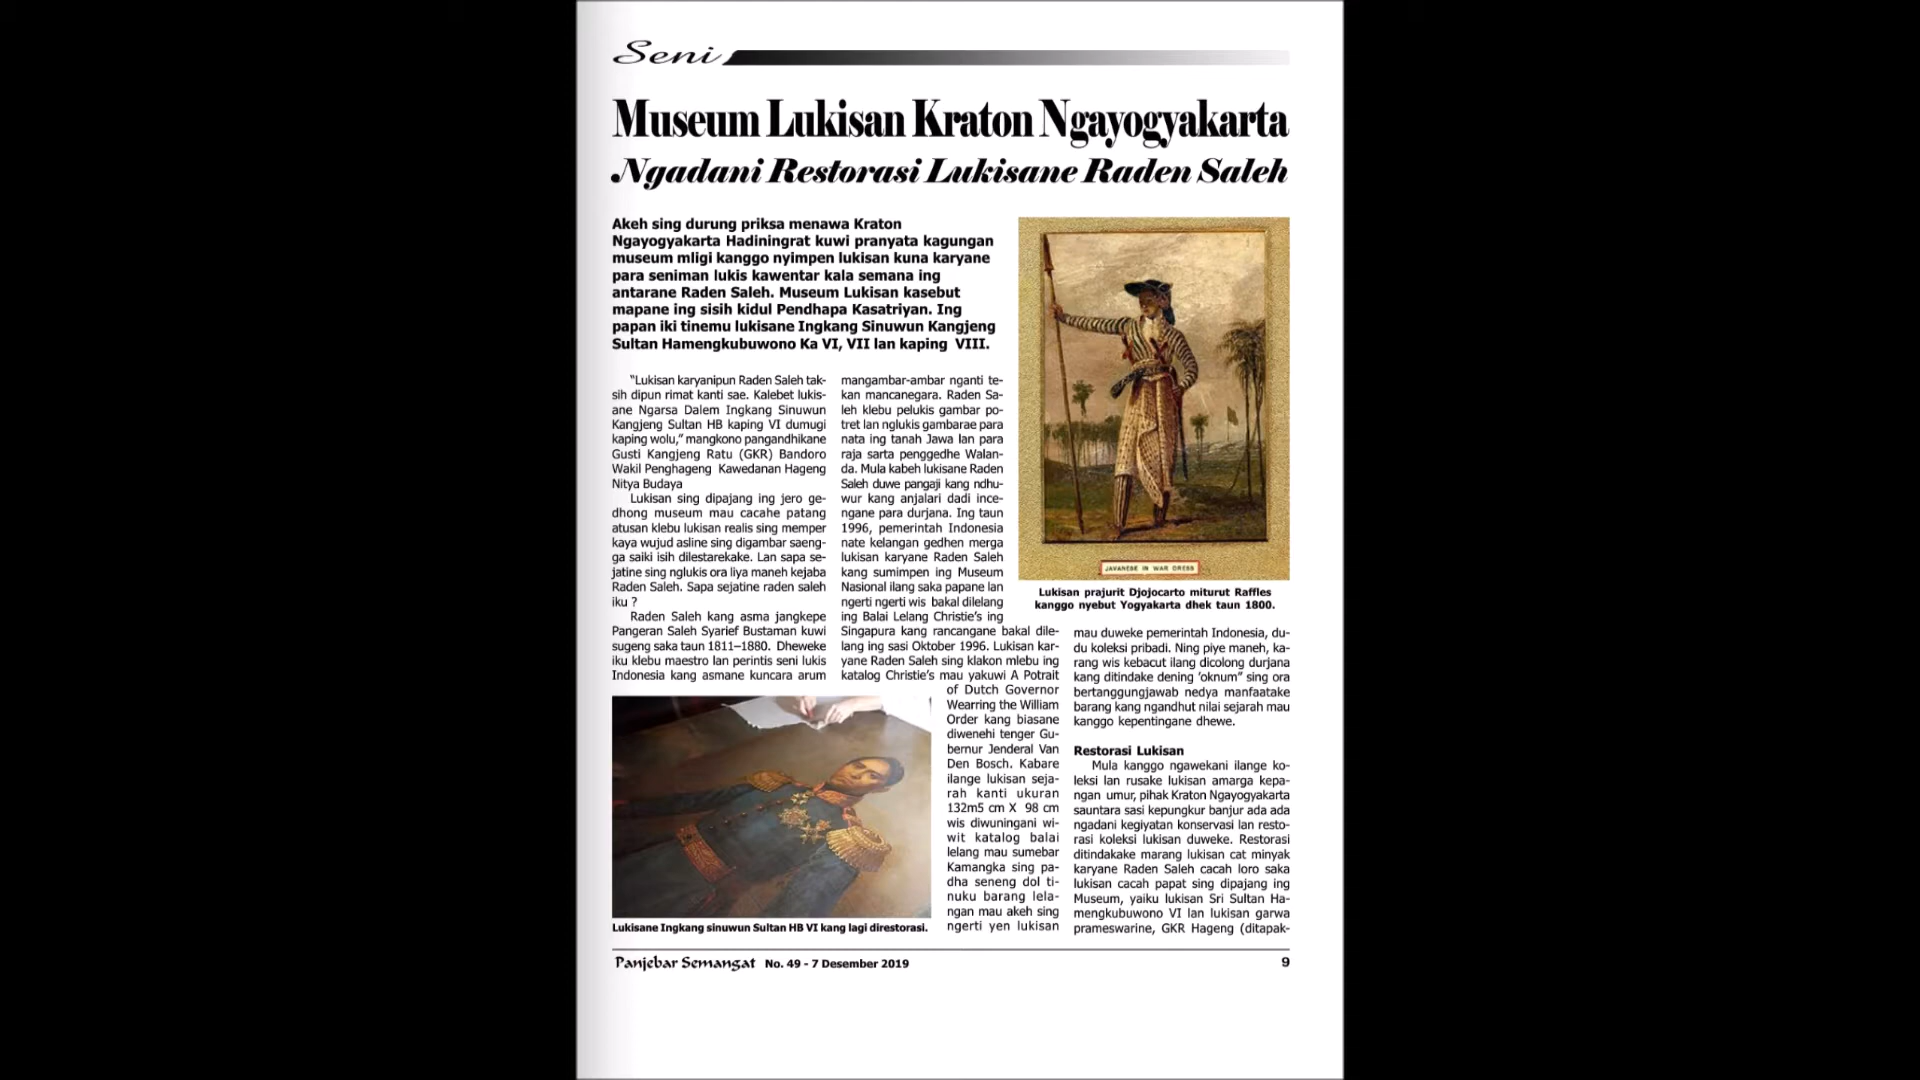 Seni
Museum Lukisan Kraton Ngayogyakarta
Ngadani Restorasi Lukisane Raden Saleh
Akeh sing durung priksa menawa Kraton
Ngayogyakarta Hadiningrat kuwi pranyata kagungan
museum mligi kanggo nyimpen lukisan kuna karyane
para seniman lukis kawentar kala semana ing
antarane Raden Saleh. Museum Lukisan kasebut
mapane ing sisih kidul Pendhapa Kasatriyan. Ing
papan iki tinemu lukisane Ingkang Sinuwun Kangjeng
Sultan Hamengkubuwono Ka VI, VII lan kaping VIII.
“Lukisan karyanipun Raden Saleh tak-
sih dipun rimat kanti sae. Kalebet lukis-
ane Ngarsa Dalem Ingkang Sinuwun
Kangjeng Sultan HB kaping VI dumugi
kaping wolu,” mangkono pangandhikane
Gusti Kangjeng Ratu (GKR) Bandoro
Wakil Penghageng Kawedanan Hageng
Nitya Budaya
Lukisan sing dipajang ing jero ge-
dhong museum mau cacahe patang
atusan klebu lukisan realis sing memper
kaya wujud asline sing digambar saeng-
ga saiki isih dilestarekake. Lan sapa se-
jatine sing nglukis ora liya maneh kejaba
Raden Saleh. Sapa sejatine raden saleh
iku ?
Raden Saleh kang asma jangkepe
Pangeran Saleh Syarief Bustaman kuwi
sugeng saka taun 1811–1880. Dheweke
iku klebu maestro lan perintis seni lukis
Indonesia kang asmane kuncara arum
mangambar-ambar nganti te-
kan mancanegara. Raden Sa-
leh klebu pelukis gambar po-
tret lan nglukis gambarae para
nata ing tanah Jawa lan para
raja sarta penggedhe Walan-
da. Mula kabeh lukisane Raden
Saleh duwe pangaji kang ndhu-
wur kang anjalari dadi ince-
ngane para durjana. Ing taun
1996, pemerintah Indonesia
nate kelangan gedhen merga
lukisan karyane Raden Saleh
kang sumimpen ing Museum
Nasional ilang saka papane lan
ngerti ngerti wis bakal dilelang
ing Balai Lelang Christie’s ing
Singapura kang rancangane bakal dile-
lang ing sasi Oktober 1996. Lukisan kar-
yane Raden Saleh sing klakon mlebu ing
katalog Christie’s mau yakuwi A Potrait
of Dutch Governor
Wearring the William
Order kang biasane
diwenehi tenger Gu-
bernur Jenderal Van
Den Bosch. Kabare
ilange lukisan seja-
rah kanti ukuran
132m5 cm X 98 cm
wis diwuningani wi-
wit katalog balai
lelang mau sumebar
Kamangka sing pa-
dha seneng dol ti-
nuku barang lela-
ngan mau akeh sing
ngerti yen lukisan
JAVANESE IN WAR DRESS
Lukisan prajurit Djojocarto miturut Raffles
kanggo nyebut Yogyakarta dhek taun 1800.
mau duweke pemerintah Indonesia, du-
du koleksi pribadi. Ning piye maneh, ka-
rang wis kebacut ilang dicolong durjana
kang ditindake dening ‘oknum” sing ora
bertanggungjawab nedya manfaatake
barang kang ngandhut nilai sejarah mau
kanggo kepentingane dhewe.
Restorasi Lukisan
Mula kanggo ngawekani ilange ko-
leksi lan rusake lukisan amarga kepa-
ngan umur, pihak Kraton Ngayogyakarta
sauntara sasi kepungkur banjur ada ada
ngadani kegiyatan konservasi lan resto-
rasi koleksi lukisan duweke. Restorasi
ditindakake marang lukisan cat minyak
karyane Raden Saleh cacah loro saka
lukisan cacah papat sing dipajang ing
Museum, yaiku lukisan Sri Sultan Ha-
mengkubuwono VI lan lukisan garwa
prameswarine, GKR Hageng (ditapak-
Lukisane Ingkang sinuwun Sultan HB VI kang lagi direstorasi.
Panjebar Semangat No. 49 - 7 Desember 2019
9